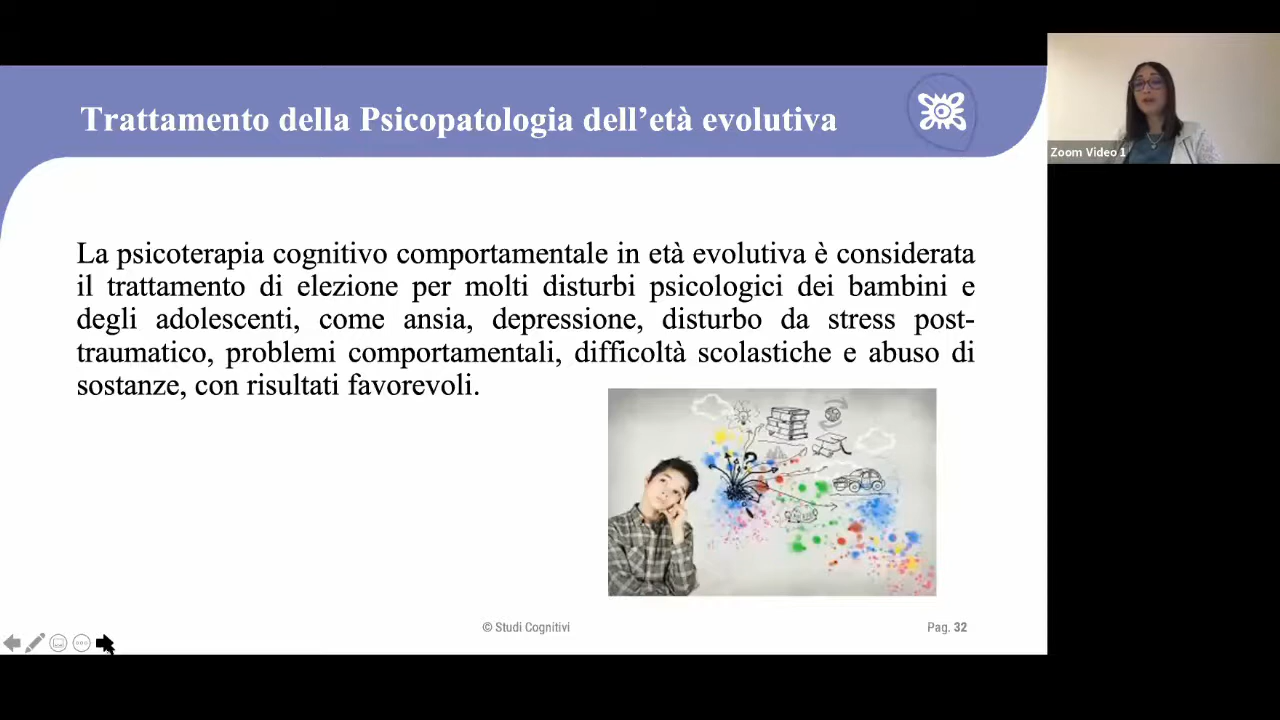 Trattamento della Psicopatologia dell’età evolutiva
Zoom Video 1
La psicoterapia cognitivo comportamentale in età evolutiva è considerata
il trattamento di elezione per molti disturbi psicologici dei bambini e
degli adolescenti, come ansia, depressione, disturbo da stress post-
traumatico, problemi comportamentali, difficoltà scolastiche e abuso di
sostanze, con risultati favorevoli.
© Studi Cognitivi
Pag. 32